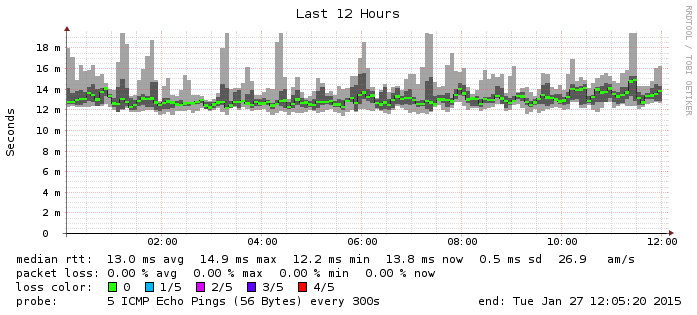 Last 12 Hours
RRDTOOL / TOBI OETIKER
Seconds
18 m
16 m
14 m
12 m
10 m
8 m
6 m
4 m
2 m
0
02:00 04:00 06:00 08:00 10:00 12:00
median rtt: 13.0 ms avg 14.9 ms max 12.2 ms min 13.8 ms now 0.5 ms sd 26.9 am/s
packet loss: 0.00 % avg 0.00 % max 0.00 % min 0.00 % now
loss color: 0 1/5 2/5 3/5 4/5
probe: 5 ICMP Echo Pings (56 Bytes) every 300s end: Tue Jan 27 12:05:20 2015